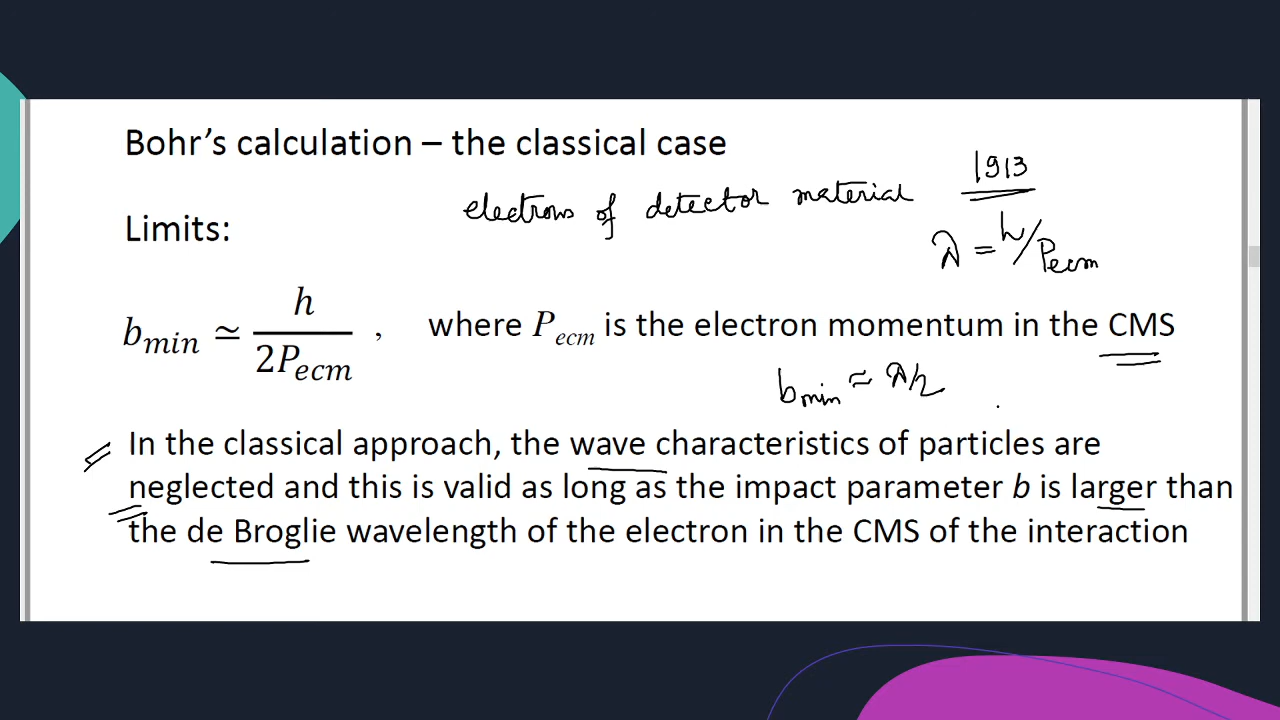 Bohr's calculation – the classical case
1913
electrons of detector material
Limits:
λ = h/Pecm
b_min ≃ h/2P_ecm , where P_ecm is the electron momentum in the CMS
b_min ≈ λ/2
In the classical approach, the wave characteristics of particles are
neglected and this is valid as long as the impact parameter b is larger than
the de Broglie wavelength of the electron in the CMS of the interaction